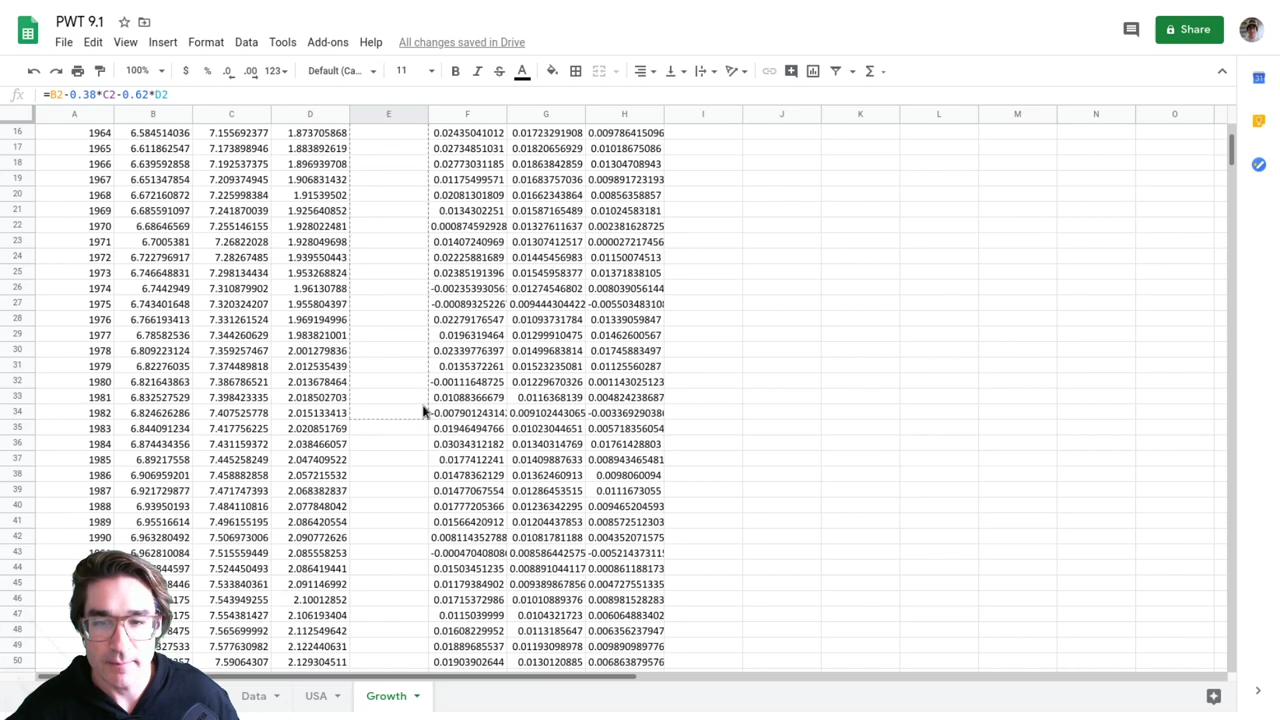 PWT 9.1
File Edit View Insert Format Data Tools Add-ons Help All changes saved in Drive
Share
100% $ % .0 .00 123 Default (Ca... 11
fx =B2-0.38*C2-0.62*D2
A B C D E F G H I J K L M N O
16 1964 6.584514036 7.155692377 1.873705868 0.02435041012 0.01723291908 0.009786415096
17 1965 6.611862547 7.173898946 1.883892619 0.02734851031 0.01820656929 0.01018675086
18 1966 6.639592858 7.192537375 1.896939708 0.02773031185 0.01863842859 0.01304708943
19 1967 6.651347854 7.209374945 1.906831432 0.01175499571 0.01683757036 0.009891723193
20 1968 6.672160872 7.225998384 1.91539502 0.02081301809 0.01662343864 0.00856358857
21 1969 6.685591097 7.241870039 1.925640852 0.0134302251 0.01587165489 0.01024583181
22 1970 6.68646569 7.255146155 1.928022481 0.000874592928 0.01327611637 0.002381628725
23 1971 6.7005381 7.26822028 1.928049698 0.01407240969 0.01307412517 0.000027217456
24 1972 6.722796917 7.28267485 1.939550443 0.02225881689 0.01445456983 0.01150074513
25 1973 6.746648831 7.298134434 1.953268824 0.02385191396 0.01545958377 0.01371838105
26 1974 6.7442949 7.310879902 1.96130788 -0.0023539305 0.01274546802 0.008039056144
27 1975 6.743401648 7.320324207 1.955804397 -0.00089325226 0.009444304422 -0.0055034831
28 1976 6.766193413 7.331261524 1.969194996 0.02279176547 0.01093731784 0.01339059847
29 1977 6.78582536 7.344260629 1.983821001 0.0196319464 0.01299910475 0.01462600567
30 1978 6.809223124 7.359257467 2.001279836 0.02339776397 0.01499683814 0.01745883497
31 1979 6.82276035 7.374489818 2.012535439 0.0135372261 0.01523235081 0.01125560287
32 1980 6.821643863 7.386786521 2.013678464 -0.00111648725 0.01229670326 0.001143025123
33 1981 6.832527529 7.398423335 2.018502703 0.01088366679 0.0116368139 0.004824238687
34 1982 6.824626286 7.407525778 2.015133413 -0.00790124314 0.009102443065 -0.0033692903
35 1983 6.844091234 7.417756225 2.020851769 0.01946494766 0.01023044651 0.005718356054
36 1984 6.874434356 7.431159372 2.038466057 0.03034312182 0.01340314769 0.01761428803
37 1985 6.89217558 7.445258249 2.047409522 0.0177412241 0.01409887633 0.008943465481
38 1986 6.906959201 7.458882858 2.057215532 0.01478362129 0.01362460913 0.0098060094
39 1987 6.921729877 7.471747393 2.068382837 0.01477067554 0.01286453515 0.0111673055
40 1988 6.93950193 7.484110816 2.077848042 0.01777205366 0.01236342295 0.009465204593
41 1989 6.95516614 7.496155195 2.086420554 0.01566420912 0.01204437853 0.008572512303
42 1990 6.963280492 7.506973006 2.090772626 0.008114352788 0.01081781188 0.004352071575
43 6.962810084 7.515559449 2.085558253 -0.000470408 0.008586442575 -0.0052143731
44 844597 7.524450493 2.086419441 0.01503451235 0.008891044117 0.000861188173
45 8446 7.533840361 2.091146992 0.01179384902 0.009389867856 0.004727551335
46 175 7.543949255 2.10012852 0.01715372986 0.01010889376 0.008981528283
47 175 7.554381427 2.106193404 0.0115039999 0.0104321723 0.006064883402
48 8475 7.565699992 2.112549642 0.01608229952 0.0113185647 0.006356237947
49 327533 7.577630982 2.122440631 0.01889685537 0.01193098978 0.009890989776
50 357 7.59064307 2.129304511 0.01903902644 0.0130120885 0.006863879576
Data USA Growth